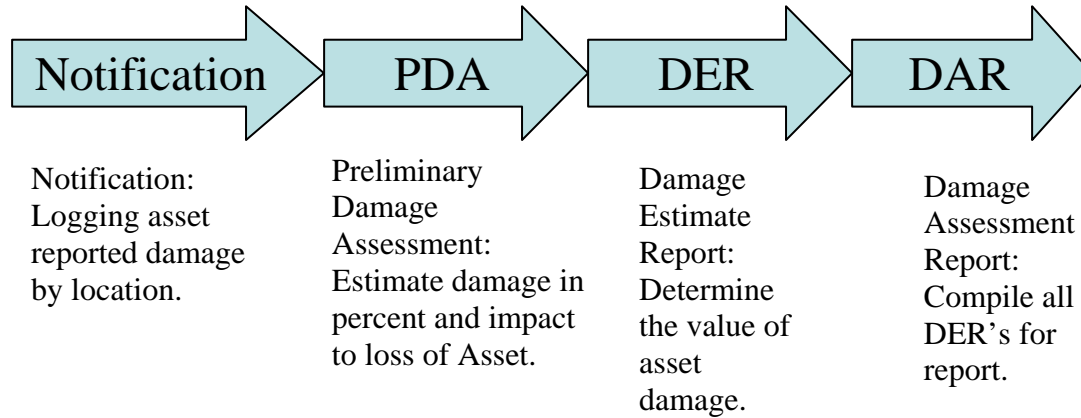 Notification
PDA
DER
DAR
Notification:
Logging asset
reported damage
by location.
Preliminary
Damage
Assessment:
Estimate damage in
percent and impact
to loss of Asset.
Damage
Estimate
Report:
Determine
the value of
asset
damage.
Damage
Assessment
Report:
Compile all
DER’s for
report.